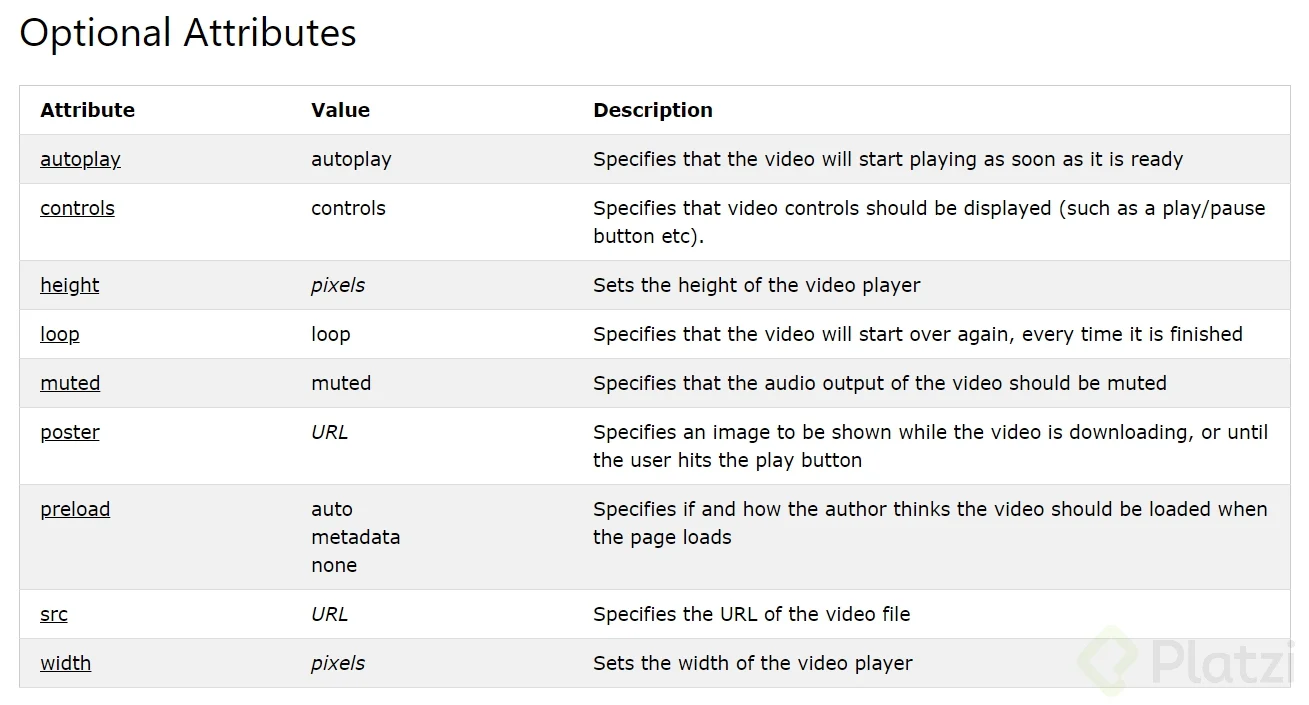 Optional Attributes
Attribute Value Description
autoplay autoplay Specifies that the video will start playing as soon as it is ready
controls controls Specifies that video controls should be displayed (such as a play/pause
button etc).
height pixels Sets the height of the video player
loop loop Specifies that the video will start over again, every time it is finished
muted muted Specifies that the audio output of the video should be muted
poster URL Specifies an image to be shown while the video is downloading, or until
the user hits the play button
preload auto Specifies if and how the author thinks the video should be loaded when
metadata the page loads
none
src URL Specifies the URL of the video file
width pixels Sets the width of the video player
Platzi